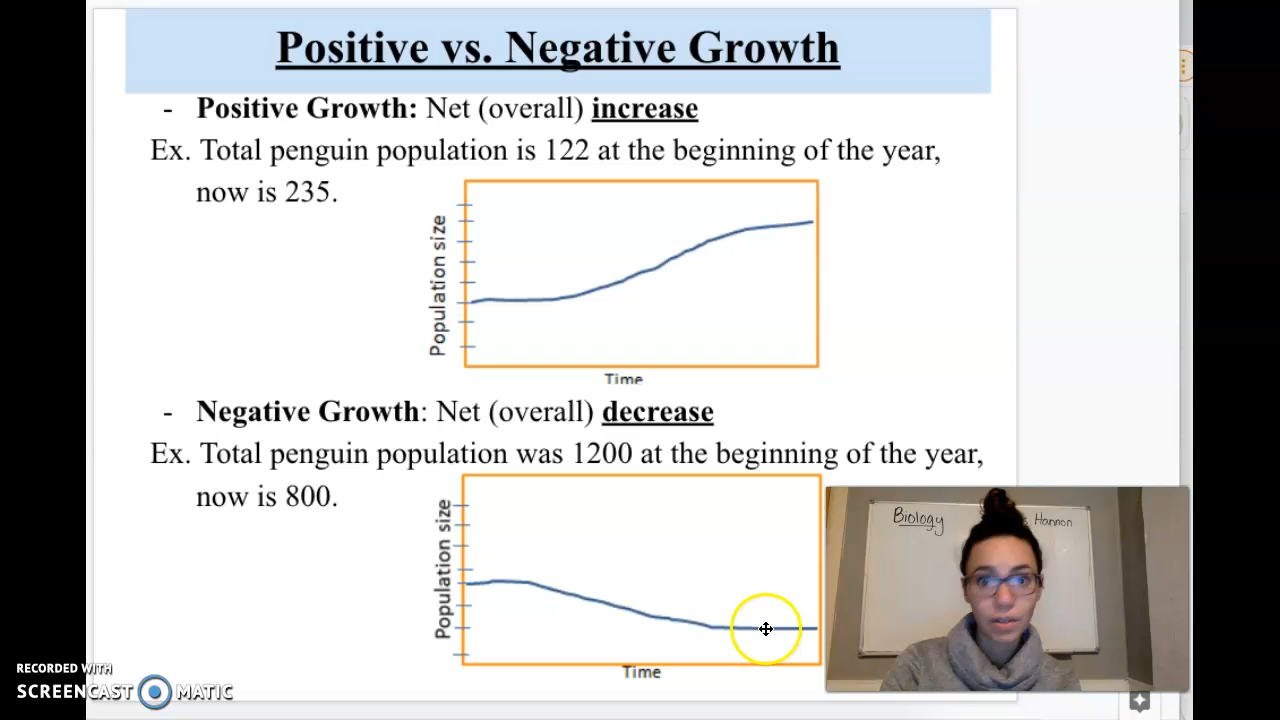 Positive vs. Negative Growth
- Positive Growth: Net (overall) increase
Ex. Total penguin population is 122 at the beginning of the year,
now is 235.
Population size
Time
- Negative Growth: Net (overall) decrease
Ex. Total penguin population was 1200 at the beginning of the year,
now is 800.
Population size
Time
Biology
Hannon
RECORDED WITH
SCREENCAST MATIC